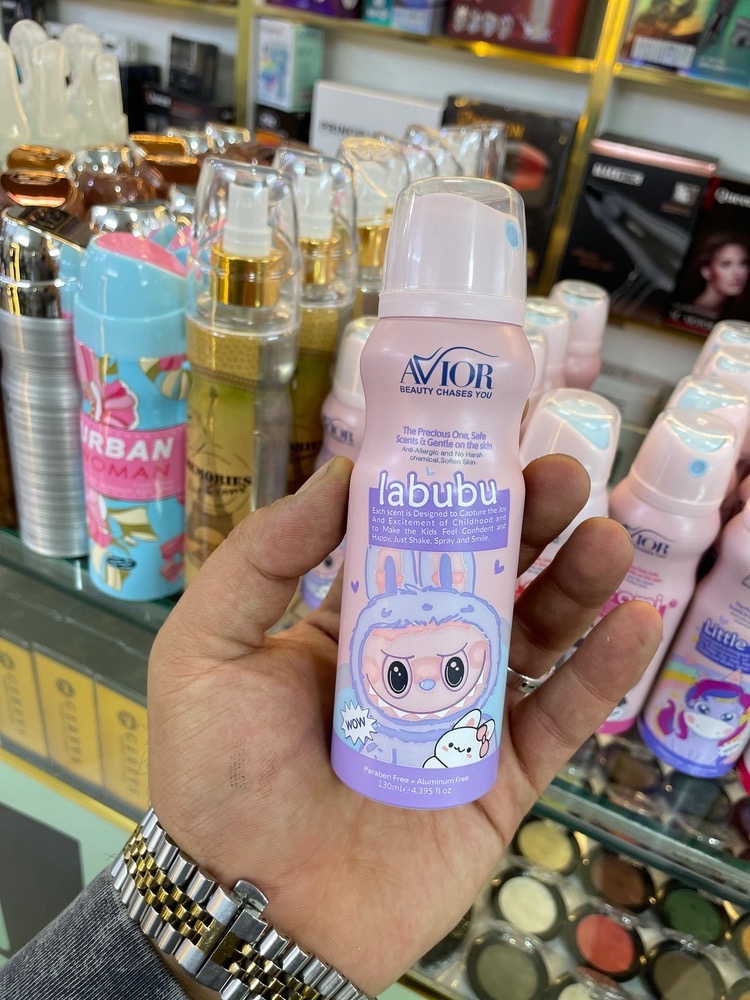 AVIOR
BEAUTY CHASES YOU
The Precious One, Safe
Scents & Gentle on the skin
Anti-Allergic and No Harsh
chemical,Soften Skin
labubu
Each scent is Designed to Capture the Joy
And Excitement of Childhood and
to Make the Kids Feel Confident and
Happy.Just Shake, Spray and Smile.
WOW
Paraben Free + Aluminum Free
130ml℮4.395 fl.oz
URBAN
WOMAN
MEMORIES
AVIOR
Little